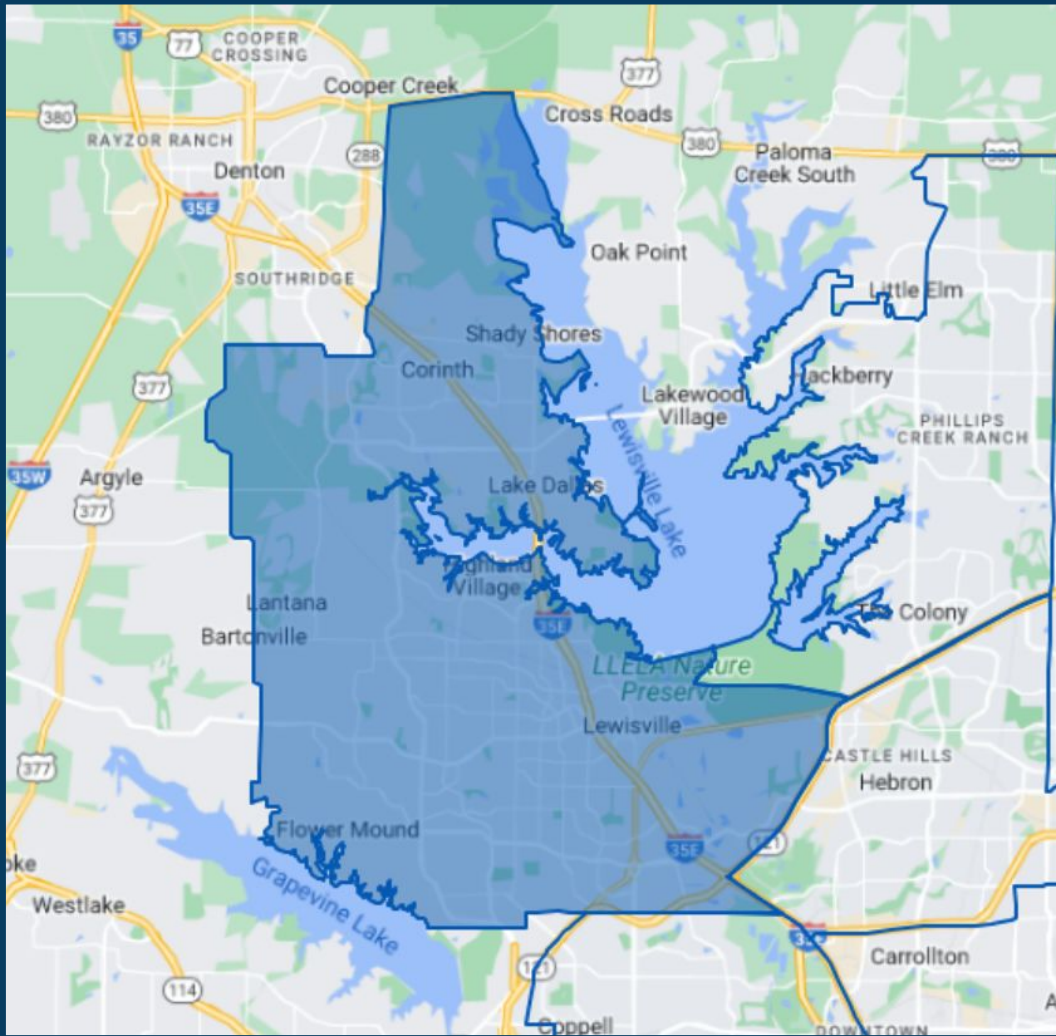 35
77
COOPER
CROSSING
377
Cooper Creek
380
Cross Roads
RAYZOR RANCH
288
380
Paloma
Creek South
380
Denton
35E
Oak Point
SOUTHRIDGE
Little Elm
Shady Shores
Corinth
377
Hackberry
Lakewood
Village
PHILLIPS
CREEK RANCH
Lewisville Lake
35W
Argyle
Lake Dallas
377
Highland
Village
Lantana
The Colony
35E
Bartonville
LLELA Nature
Preserve
Lewisville
CASTLE HILLS
377
Hebron
Flower Mound
121
35E
Grapevine Lake
Westlake
Carrollton
121
114
Coppell
DOWNTOWN